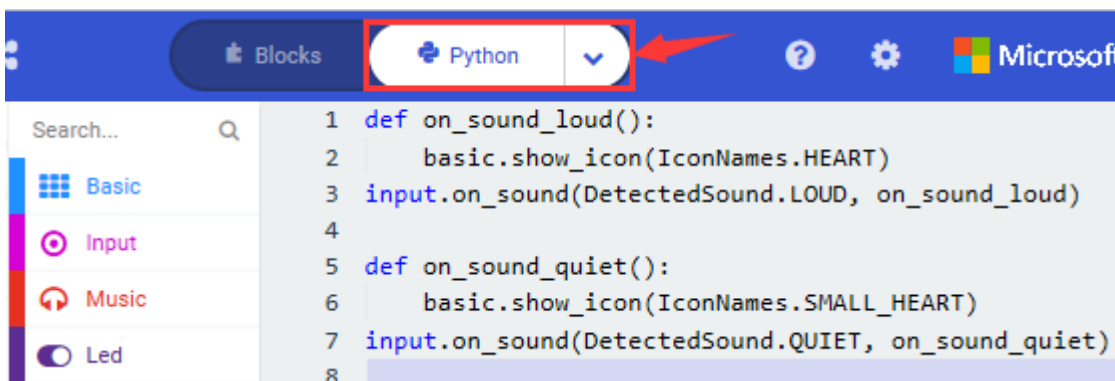 Blocks
Python
Microsoft
Search...
Basic
Input
Music
Led
1 def on_sound_loud():
2     basic.show_icon(IconNames.HEART)
3 input.on_sound(DetectedSound.LOUD, on_sound_loud)
4
5 def on_sound_quiet():
6     basic.show_icon(IconNames.SMALL_HEART)
7 input.on_sound(DetectedSound.QUIET, on_sound_quiet)
8